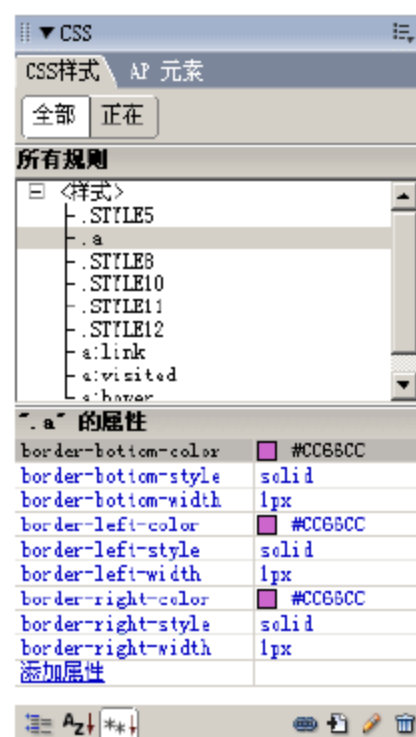 CSS
CSS样式 AP 元素
全部 正在
所有规则
<样式>
.STYLE5
.a
.STYLE8
.STYLE10
.STYLE11
.STYLE12
a:link
a:visited
a:hover
".a" 的属性
border-bottom-color #CC66CC
border-bottom-style solid
border-bottom-width 1px
border-left-color #CC66CC
border-left-style solid
border-left-width 1px
border-right-color #CC66CC
border-right-style solid
border-right-width 1px
添加属性
Az **